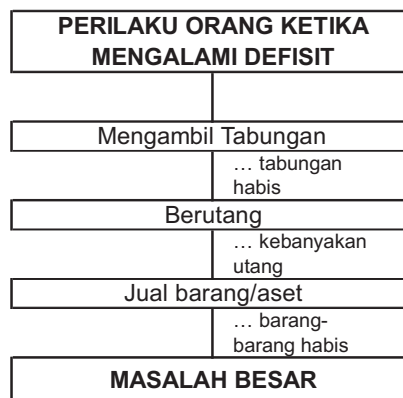 PERILAKU ORANG KETIKA
MENGALAMI DEFISIT
Mengambil Tabungan
... tabungan
habis
Berutang
... kebanyakan
utang
Jual barang/aset
... barang-
barang habis
MASALAH BESAR